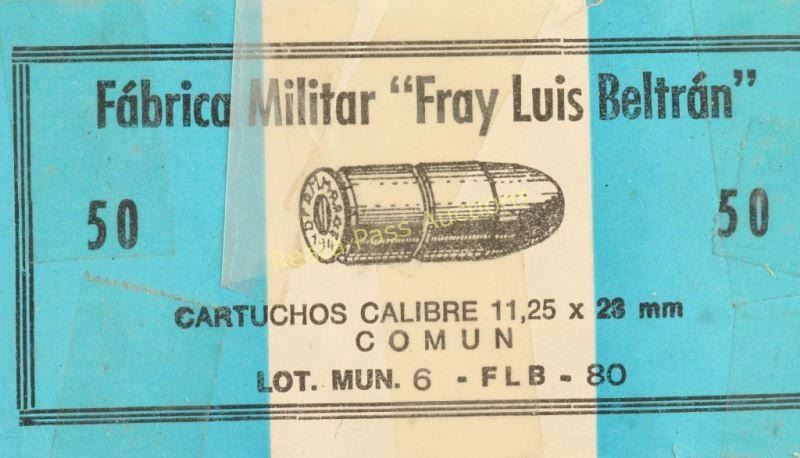 Fábrica Militar "Fray Luis Beltrán"
50
50
CARTUCHOS CALIBRE 11,25 x 23 mm
COMUN
LOT. MUN. 6 - FLB - 80